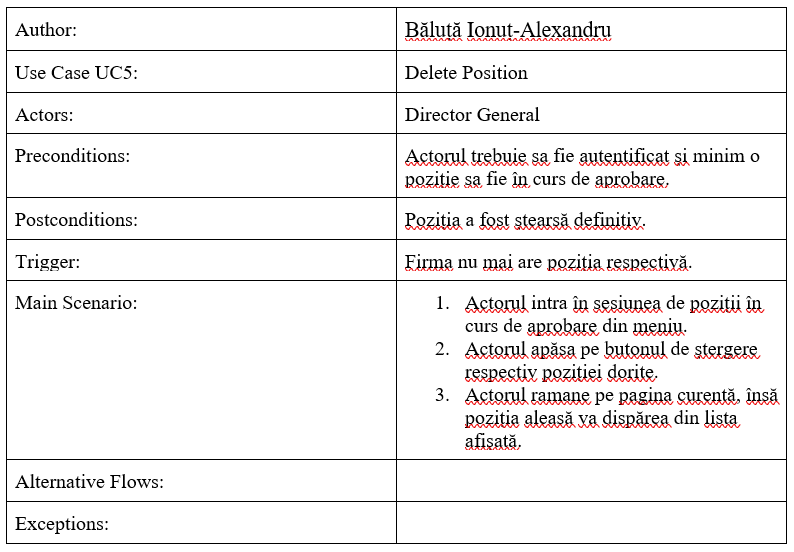 Author: Băluță Ionuț-Alexandru
Use Case UC5: Delete Position
Actors: Director General
Preconditions: Actorul trebuie sa fie autentificat și minim o
poziție sa fie în curs de aprobare.
Postconditions: Poziția a fost ștearsă definitiv.
Trigger: Firma nu mai are poziția respectivă.
Main Scenario: 1. Actorul intra în sesiunea de poziții în
curs de aprobare din meniu.
2. Actorul apăsa pe butonul de ștergere
respectiv poziției dorite.
3. Actorul ramane pe pagina curentă, însă
poziția aleasă va dispărea din lista
afișată.
Alternative Flows:
Exceptions: